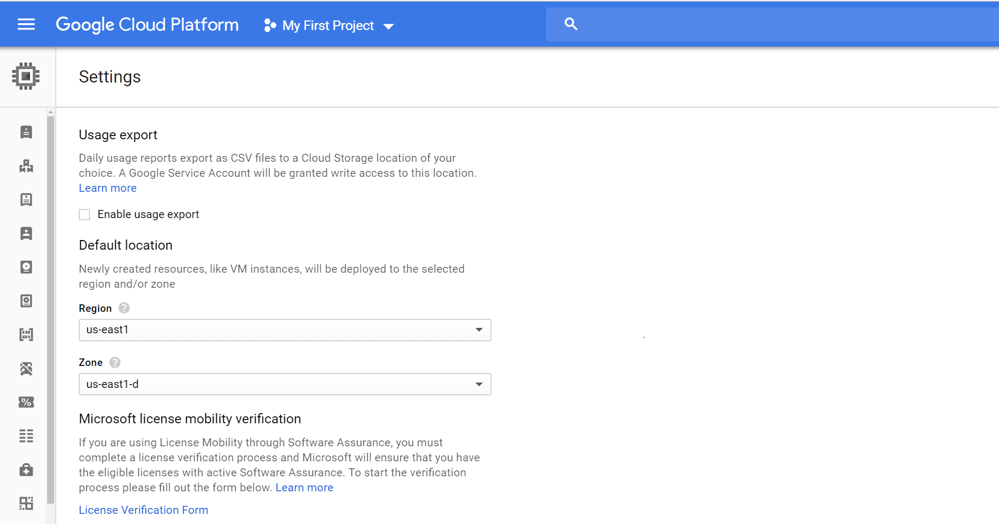 Google Cloud Platform
My First Project
Settings
Usage export
Daily usage reports export as CSV files to a Cloud Storage location of your
choice. A Google Service Account will be granted write access to this location.
Learn more
Enable usage export
Default location
Newly created resources, like VM instances, will be deployed to the selected
region and/or zone
Region ?
us-east1
Zone ?
us-east1-d
%
Microsoft license mobility verification
If you are using License Mobility through Software Assurance, you must
complete a license verification process and Microsoft will ensure that you have
the eligible licenses with active Software Assurance. To start the verification
process please fill out the form below. Learn more
License Verification Form